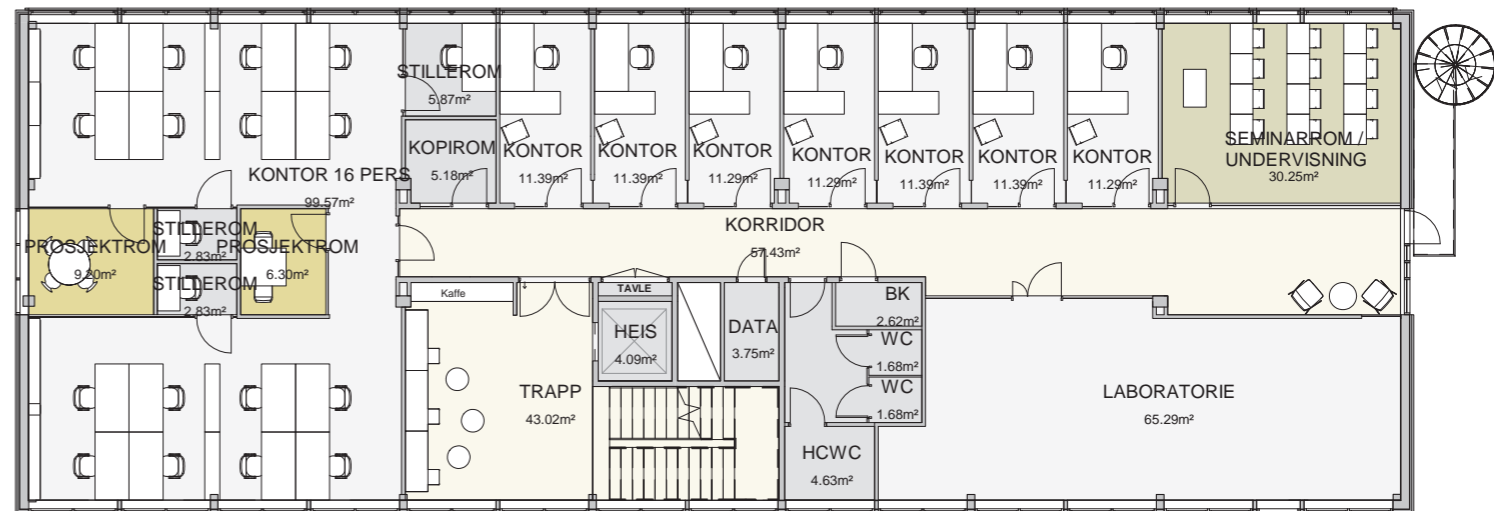 STILLEROM
5.87m²
KOPIROM
5.18m²
KONTOR 16 PERS
99.57m²
KONTOR
11.39m²
KONTOR
11.39m²
KONTOR
11.29m²
KONTOR
11.29m²
KONTOR
11.39m²
KONTOR
11.39m²
KONTOR
11.29m²
SEMINARROM /
UNDERVISNING
30.25m²
PROSJEKTROM
9.20m²
STILLEROM
2.83m²
PROSJEKTROM
6.30m²
STILLEROM
2.83m²
KORRIDOR
57.43m²
Kaffe
TAVLE
HEIS
4.09m²
DATA
3.75m²
BK
2.62m²
WC
1.68m²
WC
1.68m²
TRAPP
43.02m²
HCWC
4.63m²
LABORATORIE
65.29m²